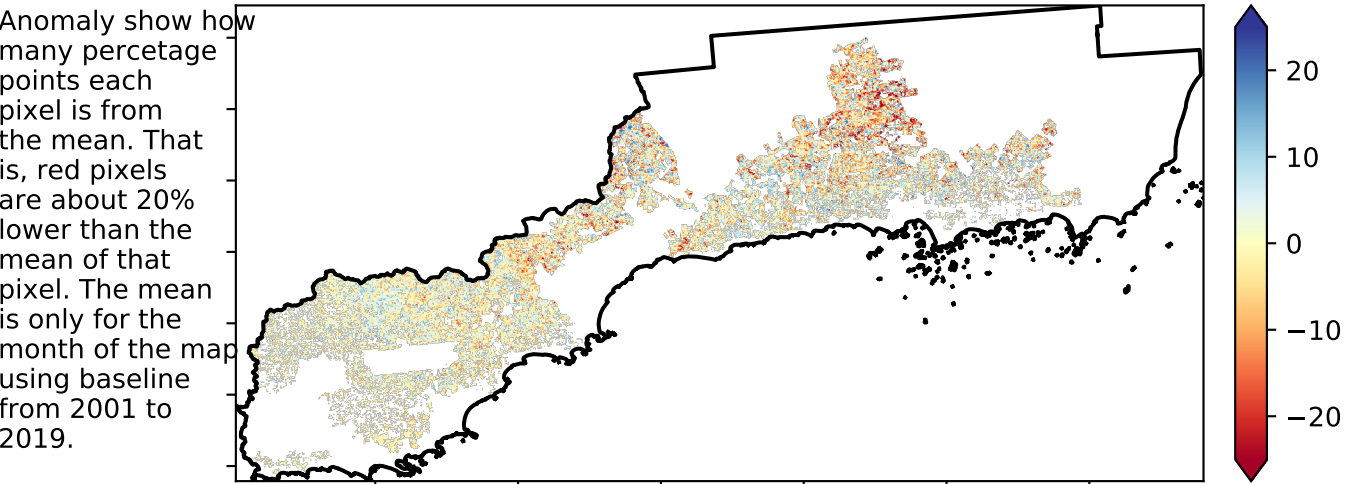 Anomaly show how
many percetage
points each
pixel is from
the mean. That
is, red pixels
are about 20%
lower than the
mean of that
pixel. The mean
is only for the
month of the map
using baseline
from 2001 to
2019.
20
10
0
−10
−20